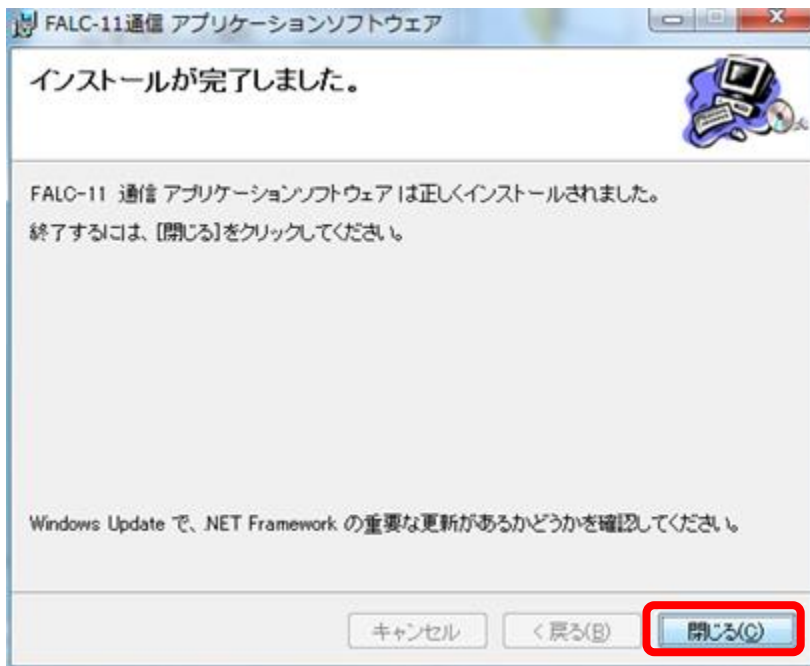 FALC-11通信 アプリケーションソフトウェア
インストールが完了しました。
FALC-11 通信 アプリケーションソフトウェア は正しくインストールされました。
終了するには、[閉じる]をクリックしてください。
Windows Update で、.NET Framework の重要な更新があるかどうかを確認してください。
キャンセル < 戻る(B) 閉じる(C)